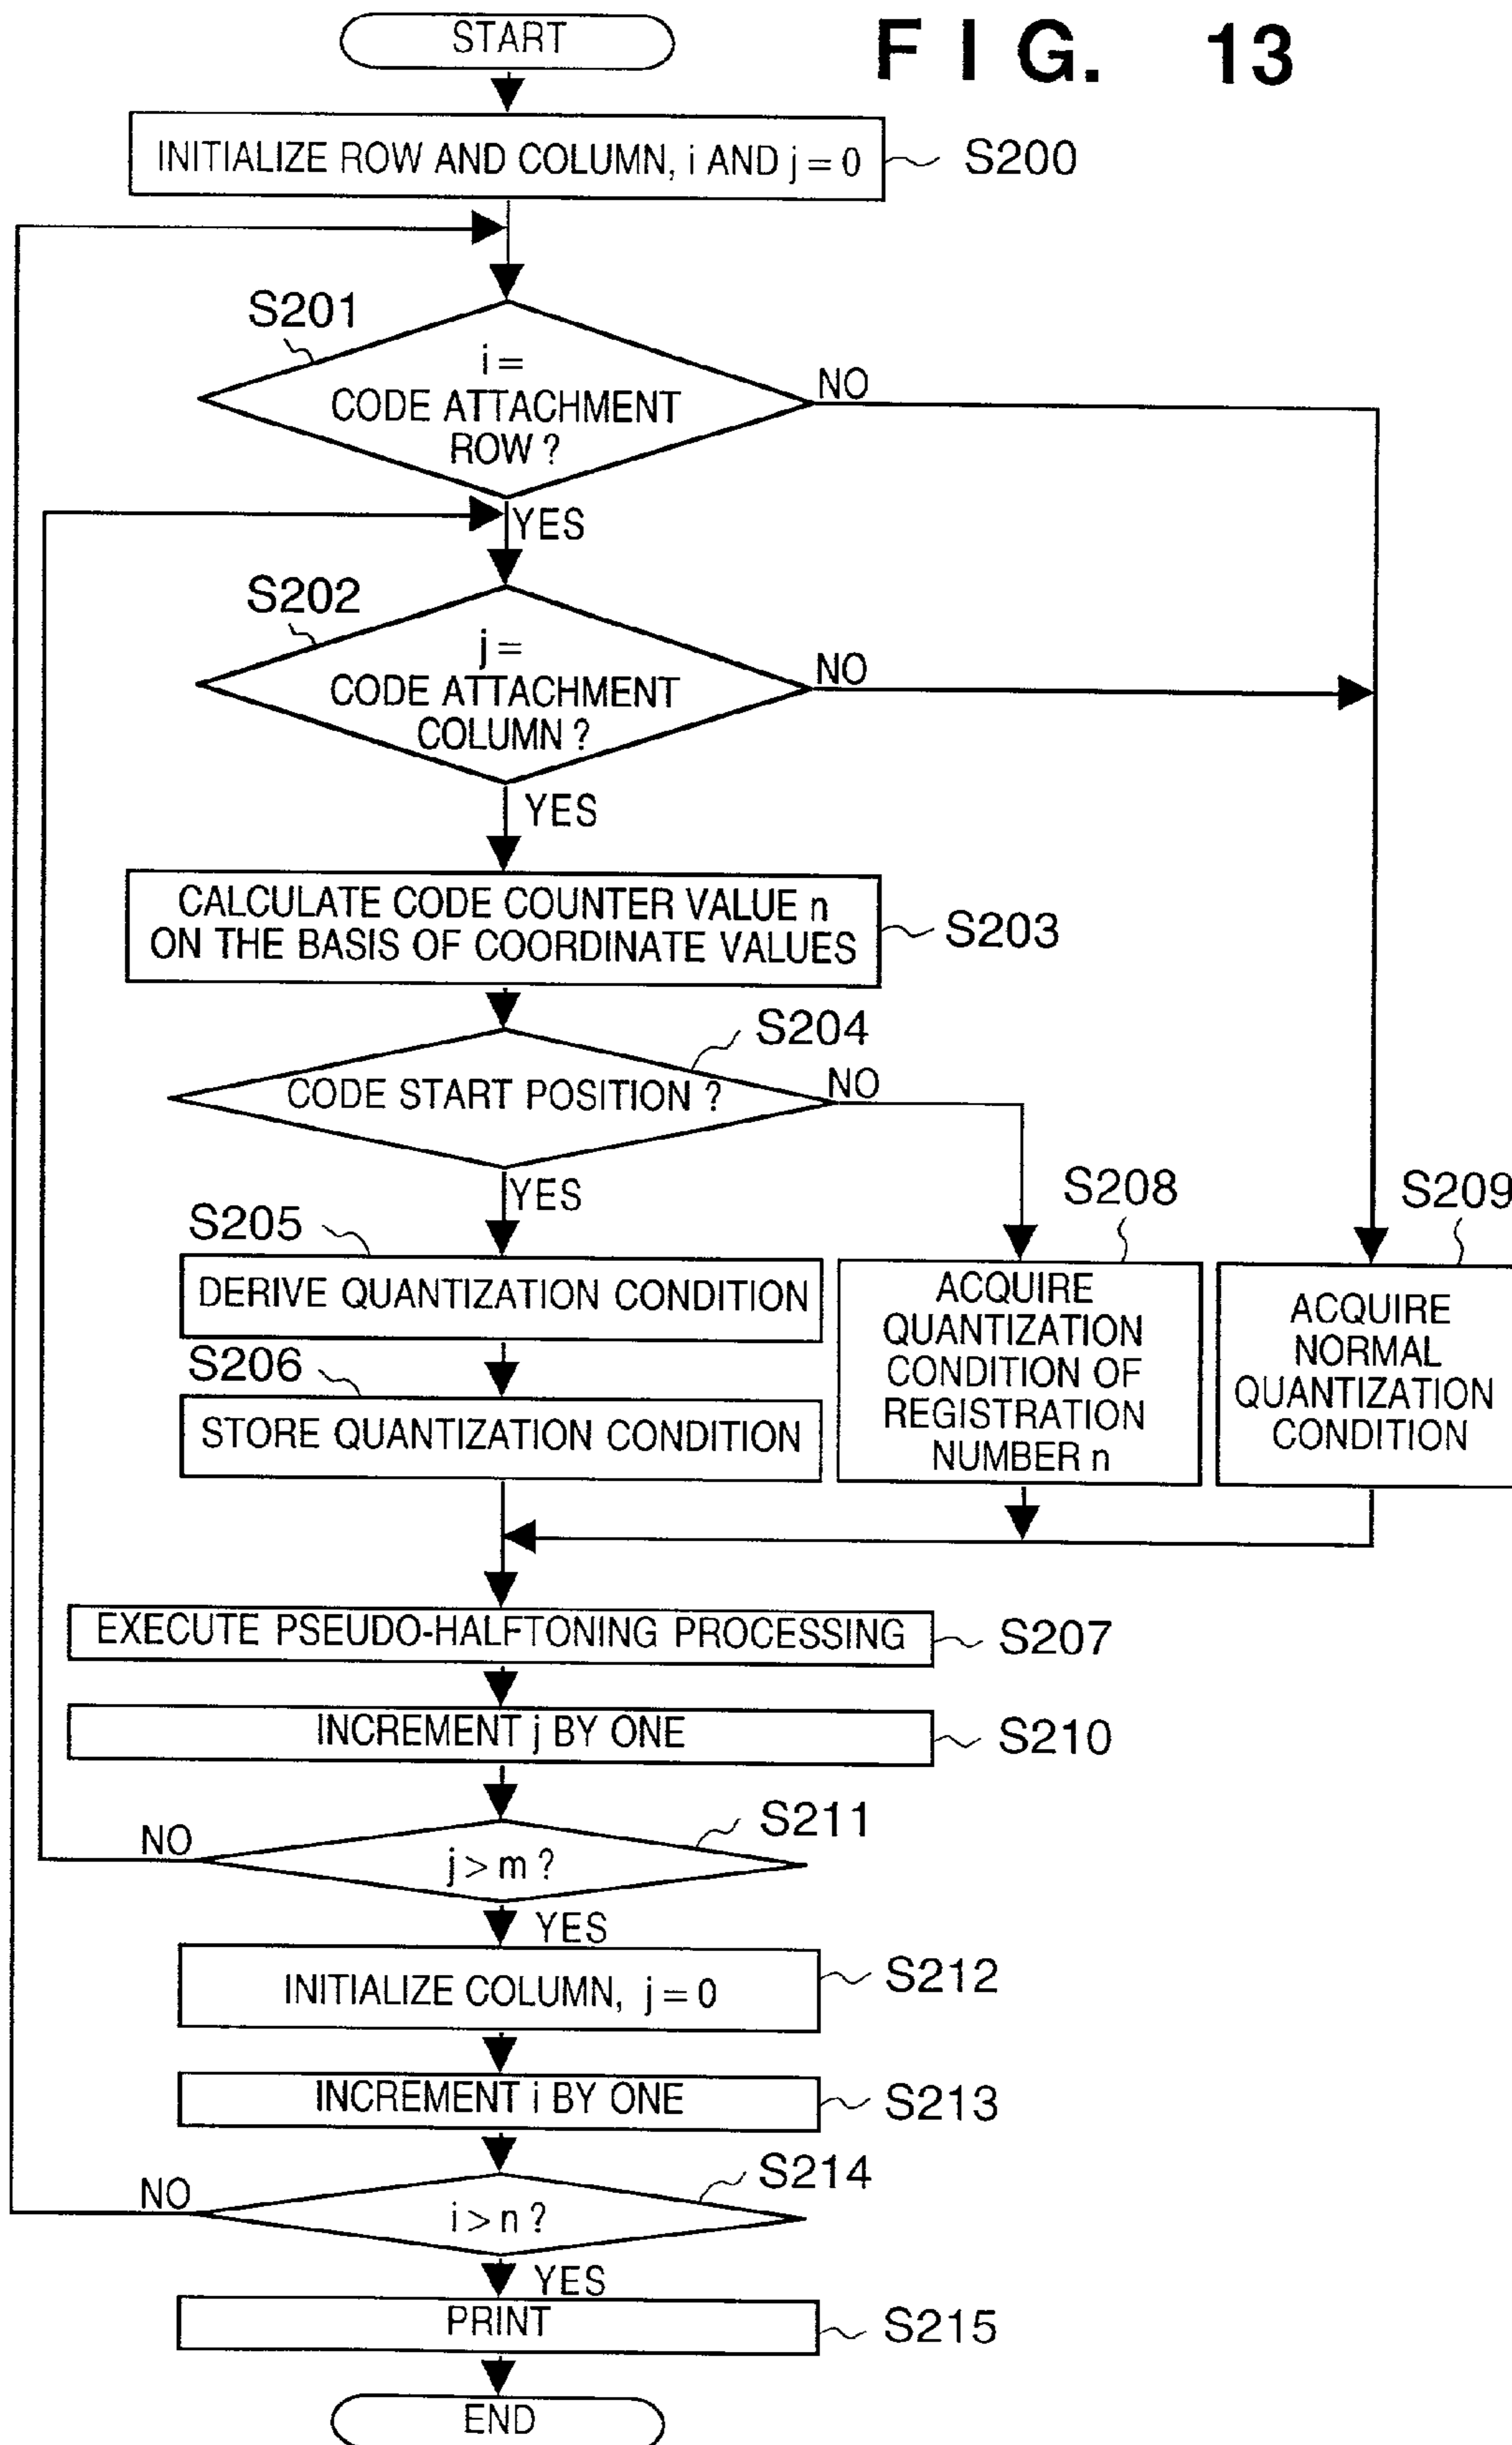 START
FIG. 13
INITIALIZE ROW AND COLUMN, i AND j = 0
S200
S201
i =
CODE ATTACHMENT
ROW ?
NO
YES
S202
j =
CODE ATTACHMENT
COLUMN ?
NO
YES
CALCULATE CODE COUNTER VALUE n
ON THE BASIS OF COORDINATE VALUES
S203
S204
CODE START POSITION ?
NO
YES
S205
DERIVE QUANTIZATION CONDITION
S206
STORE QUANTIZATION CONDITION
S208
ACQUIRE
QUANTIZATION
CONDITION OF
REGISTRATION
NUMBER n
S209
ACQUIRE
NORMAL
QUANTIZATION
CONDITION
EXECUTE PSEUDO-HALFTONING PROCESSING
S207
INCREMENT j BY ONE
S210
S211
NO
j > m ?
YES
INITIALIZE COLUMN, j = 0
S212
INCREMENT i BY ONE
S213
S214
NO
i > n ?
YES
PRINT
S215
END